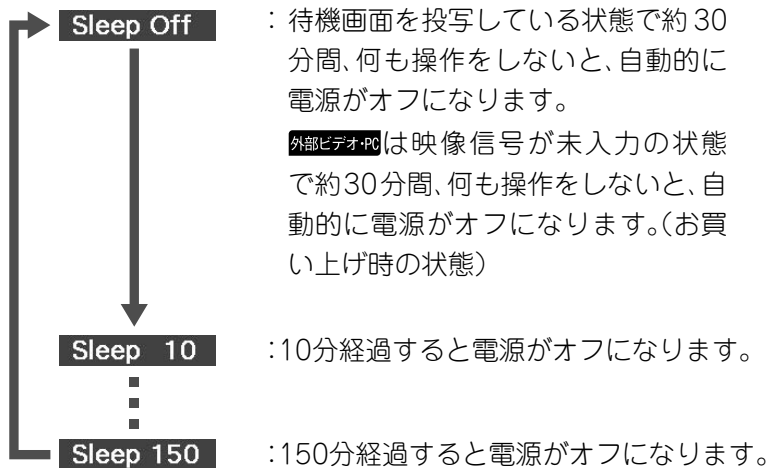 Sleep Off : 待機画面を投写している状態で約30
分間、何も操作をしないと、自動的に
電源がオフになります。
外部ビデオ・PCは映像信号が未入力の状態
で約30分間、何も操作をしないと、自
動的に電源がオフになります。(お買
い上げ時の状態)
Sleep 10 :10分経過すると電源がオフになります。
Sleep 150 :150分経過すると電源がオフになります。